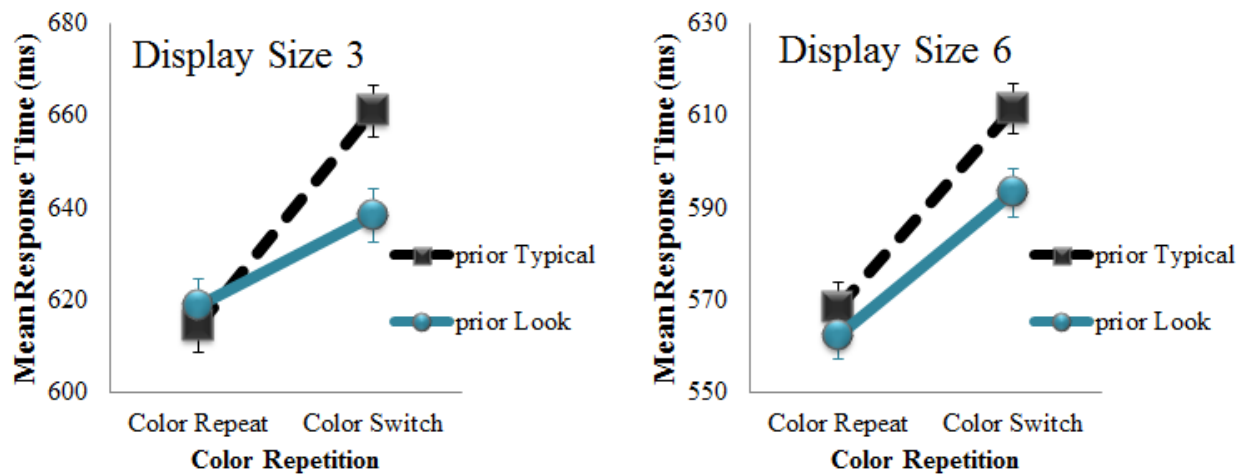 Display Size 3
Mean Response Time (ms)
680
660
640
620
600
prior Typical
prior Look
Color Repeat
Color Switch
Color Repetition
Display Size 6
Mean Response Time (ms)
630
610
590
570
550
prior Typical
prior Look
Color Repeat
Color Switch
Color Repetition